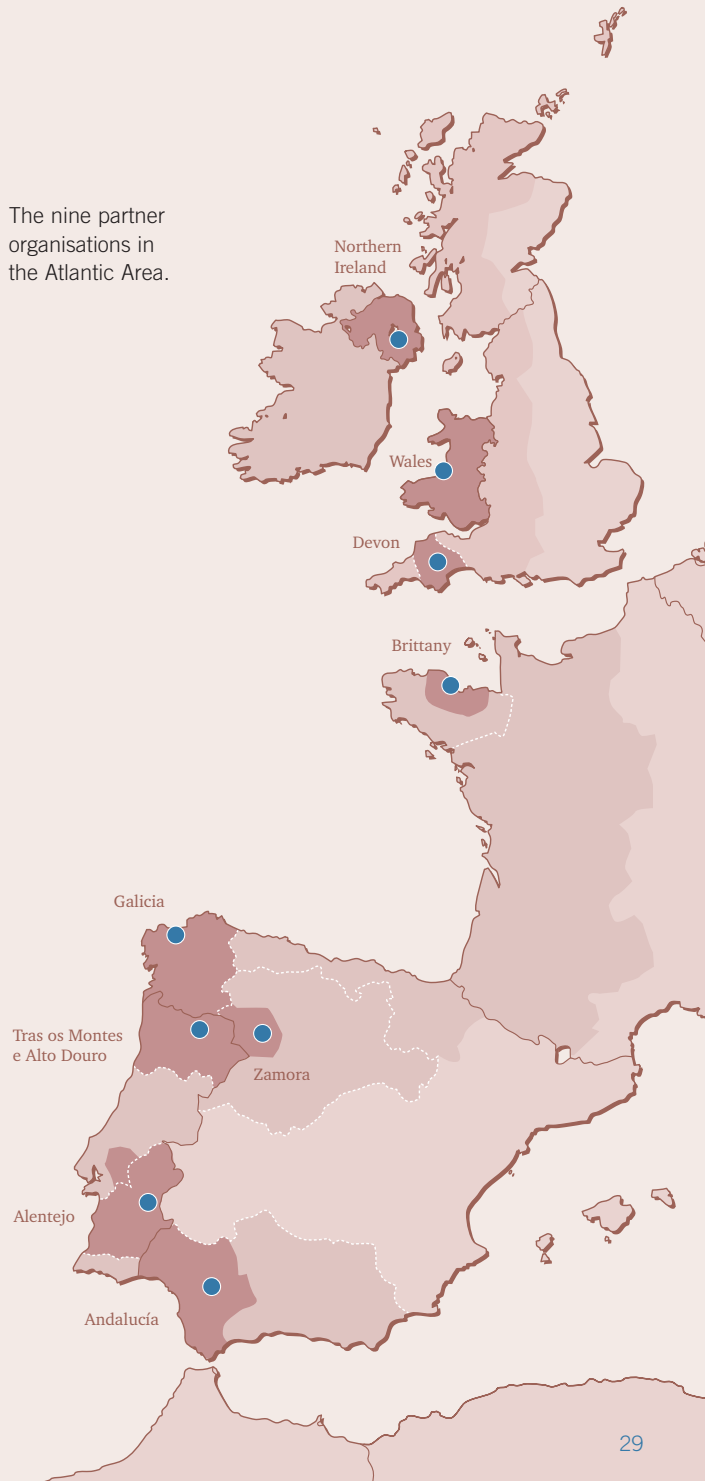 The nine partner
organisations in
the Atlantic Area.
Northern
Ireland
Wales
Devon
Brittany
Galicia
Tras os Montes
e Alto Douro
Zamora
Alentejo
Andalucía
29